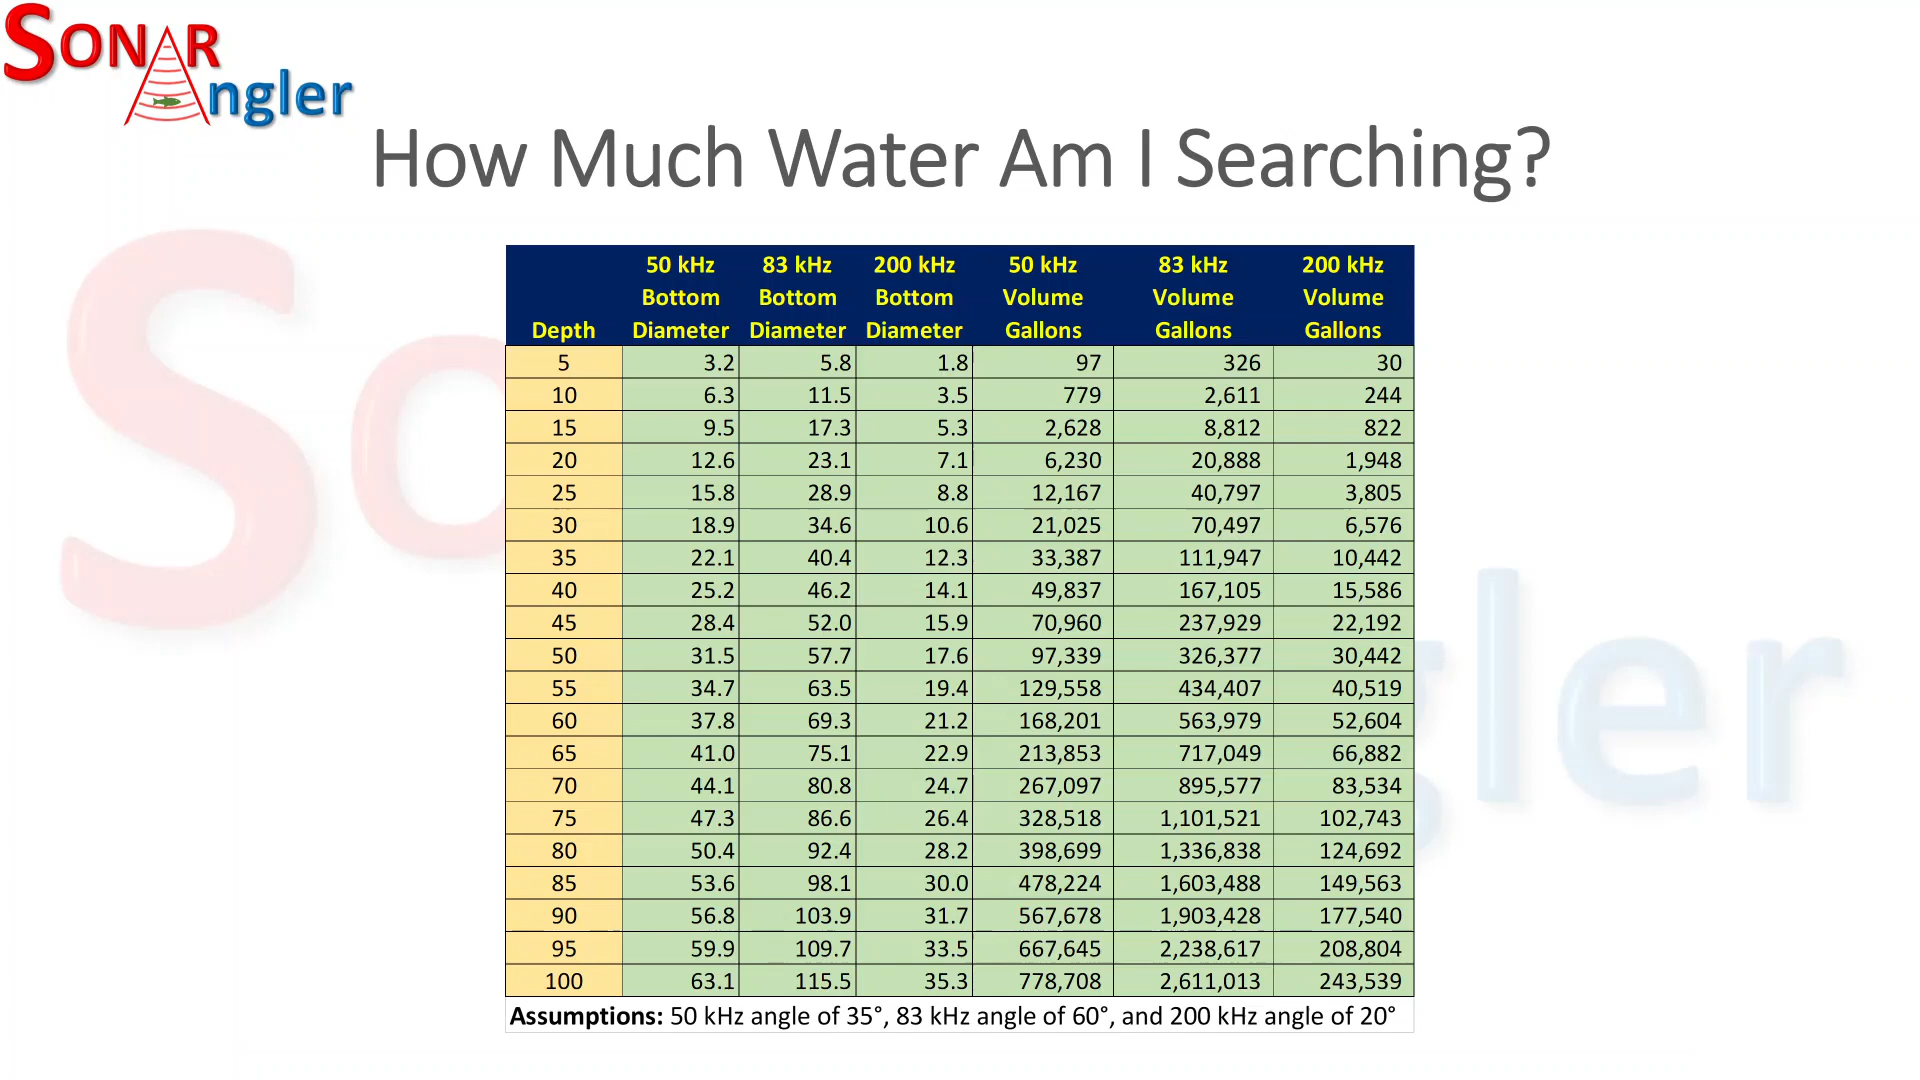 SONAR
Angler
How Much Water Am I Searching?
Depth 50 kHz Bottom Diameter 83 kHz Bottom Diameter 200 kHz Bottom Diameter 50 kHz Volume Gallons 83 kHz Volume Gallons 200 kHz Volume Gallons
5 3.2 5.8 1.8 97 326 30
10 6.3 11.5 3.5 779 2,611 244
15 9.5 17.3 5.3 2,628 8,812 822
20 12.6 23.1 7.1 6,230 20,888 1,948
25 15.8 28.9 8.8 12,167 40,797 3,805
30 18.9 34.6 10.6 21,025 70,497 6,576
35 22.1 40.4 12.3 33,387 111,947 10,442
40 25.2 46.2 14.1 49,837 167,105 15,586
45 28.4 52.0 15.9 70,960 237,929 22,192
50 31.5 57.7 17.6 97,339 326,377 30,442
55 34.7 63.5 19.4 129,558 434,407 40,519
60 37.8 69.3 21.2 168,201 563,979 52,604
65 41.0 75.1 22.9 213,853 717,049 66,882
70 44.1 80.8 24.7 267,097 895,577 83,534
75 47.3 86.6 26.4 328,518 1,101,521 102,743
80 50.4 92.4 28.2 398,699 1,336,838 124,692
85 53.6 98.1 30.0 478,224 1,603,488 149,563
90 56.8 103.9 31.7 567,678 1,903,428 177,540
95 59.9 109.7 33.5 667,645 2,238,617 208,804
100 63.1 115.5 35.3 778,708 2,611,013 243,539
Assumptions: 50 kHz angle of 35°, 83 kHz angle of 60°, and 200 kHz angle of 20°